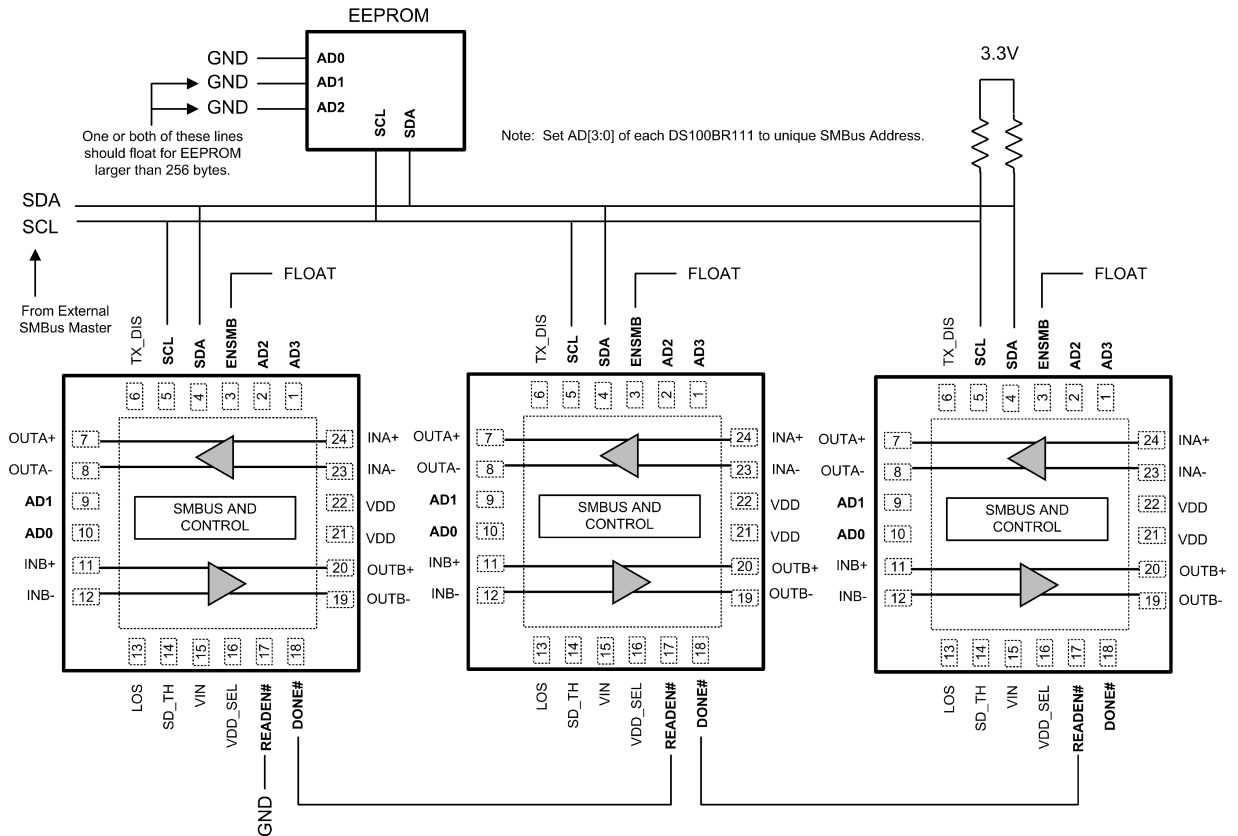 EEPROM
GND
AD0
GND
AD1
GND
AD2
SCL
SDA
One or both of these lines
should float for EEPROM
larger than 256 bytes.
3.3V
Note: Set AD[3:0] of each DS100BR111 to unique SMBus Address.
SDA
SCL
From External
SMBus Master
FLOAT
TX_DIS
SCL
SDA
ENSMB
AD2
AD3
6
5
4
3
2
1
OUTA+
7
24
INA+
OUTA-
8
23
INA-
AD1
9
22
VDD
AD0
10
21
VDD
SMBUS AND
CONTROL
INB+
11
20
OUTB+
INB-
12
19
OUTB-
13
14
15
16
17
18
LOS
SD_TH
VIN
VDD_SEL
READEN#
DONE#
GND
FLOAT
TX_DIS
SCL
SDA
ENSMB
AD2
AD3
6
5
4
3
2
1
OUTA+
7
24
INA+
OUTA-
8
23
INA-
AD1
9
22
VDD
AD0
10
21
VDD
SMBUS AND
CONTROL
INB+
11
20
OUTB+
INB-
12
19
OUTB-
13
14
15
16
17
18
LOS
SD_TH
VIN
VDD_SEL
READEN#
DONE#
FLOAT
TX_DIS
SCL
SDA
ENSMB
AD2
AD3
6
5
4
3
2
1
OUTA+
7
24
INA+
OUTA-
8
23
INA-
AD1
9
22
VDD
AD0
10
21
VDD
SMBUS AND
CONTROL
INB+
11
20
OUTB+
INB-
12
19
OUTB-
13
14
15
16
17
18
LOS
SD_TH
VIN
VDD_SEL
READEN#
DONE#